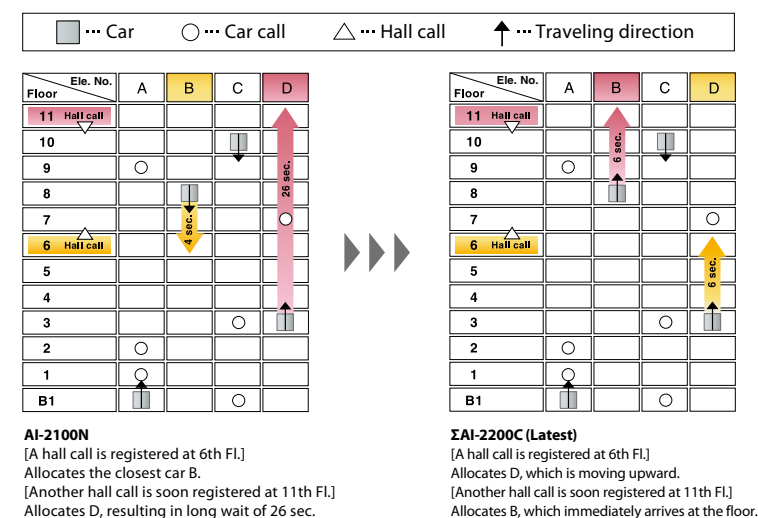 ··· Car ··· Car call ··· Hall call ··· Traveling direction
Ele. No.
Floor
A B C D
11 Hall call
10
9
8
7
6 Hall call
5
4
3
2
1
B1
4 sec.
26 sec.
AI-2100N
[A hall call is registered at 6th Fl.]
Allocates the closest car B.
[Another hall call is soon registered at 11th Fl.]
Allocates D, resulting in long wait of 26 sec.
Ele. No.
Floor
A B C D
11 Hall call
10
9
8
7
6 Hall call
5
4
3
2
1
B1
6 sec.
6 sec.
ΣAI-2200C (Latest)
[A hall call is registered at 6th Fl.]
Allocates D, which is moving upward.
[Another hall call is soon registered at 11th Fl.]
Allocates B, which immediately arrives at the floor.